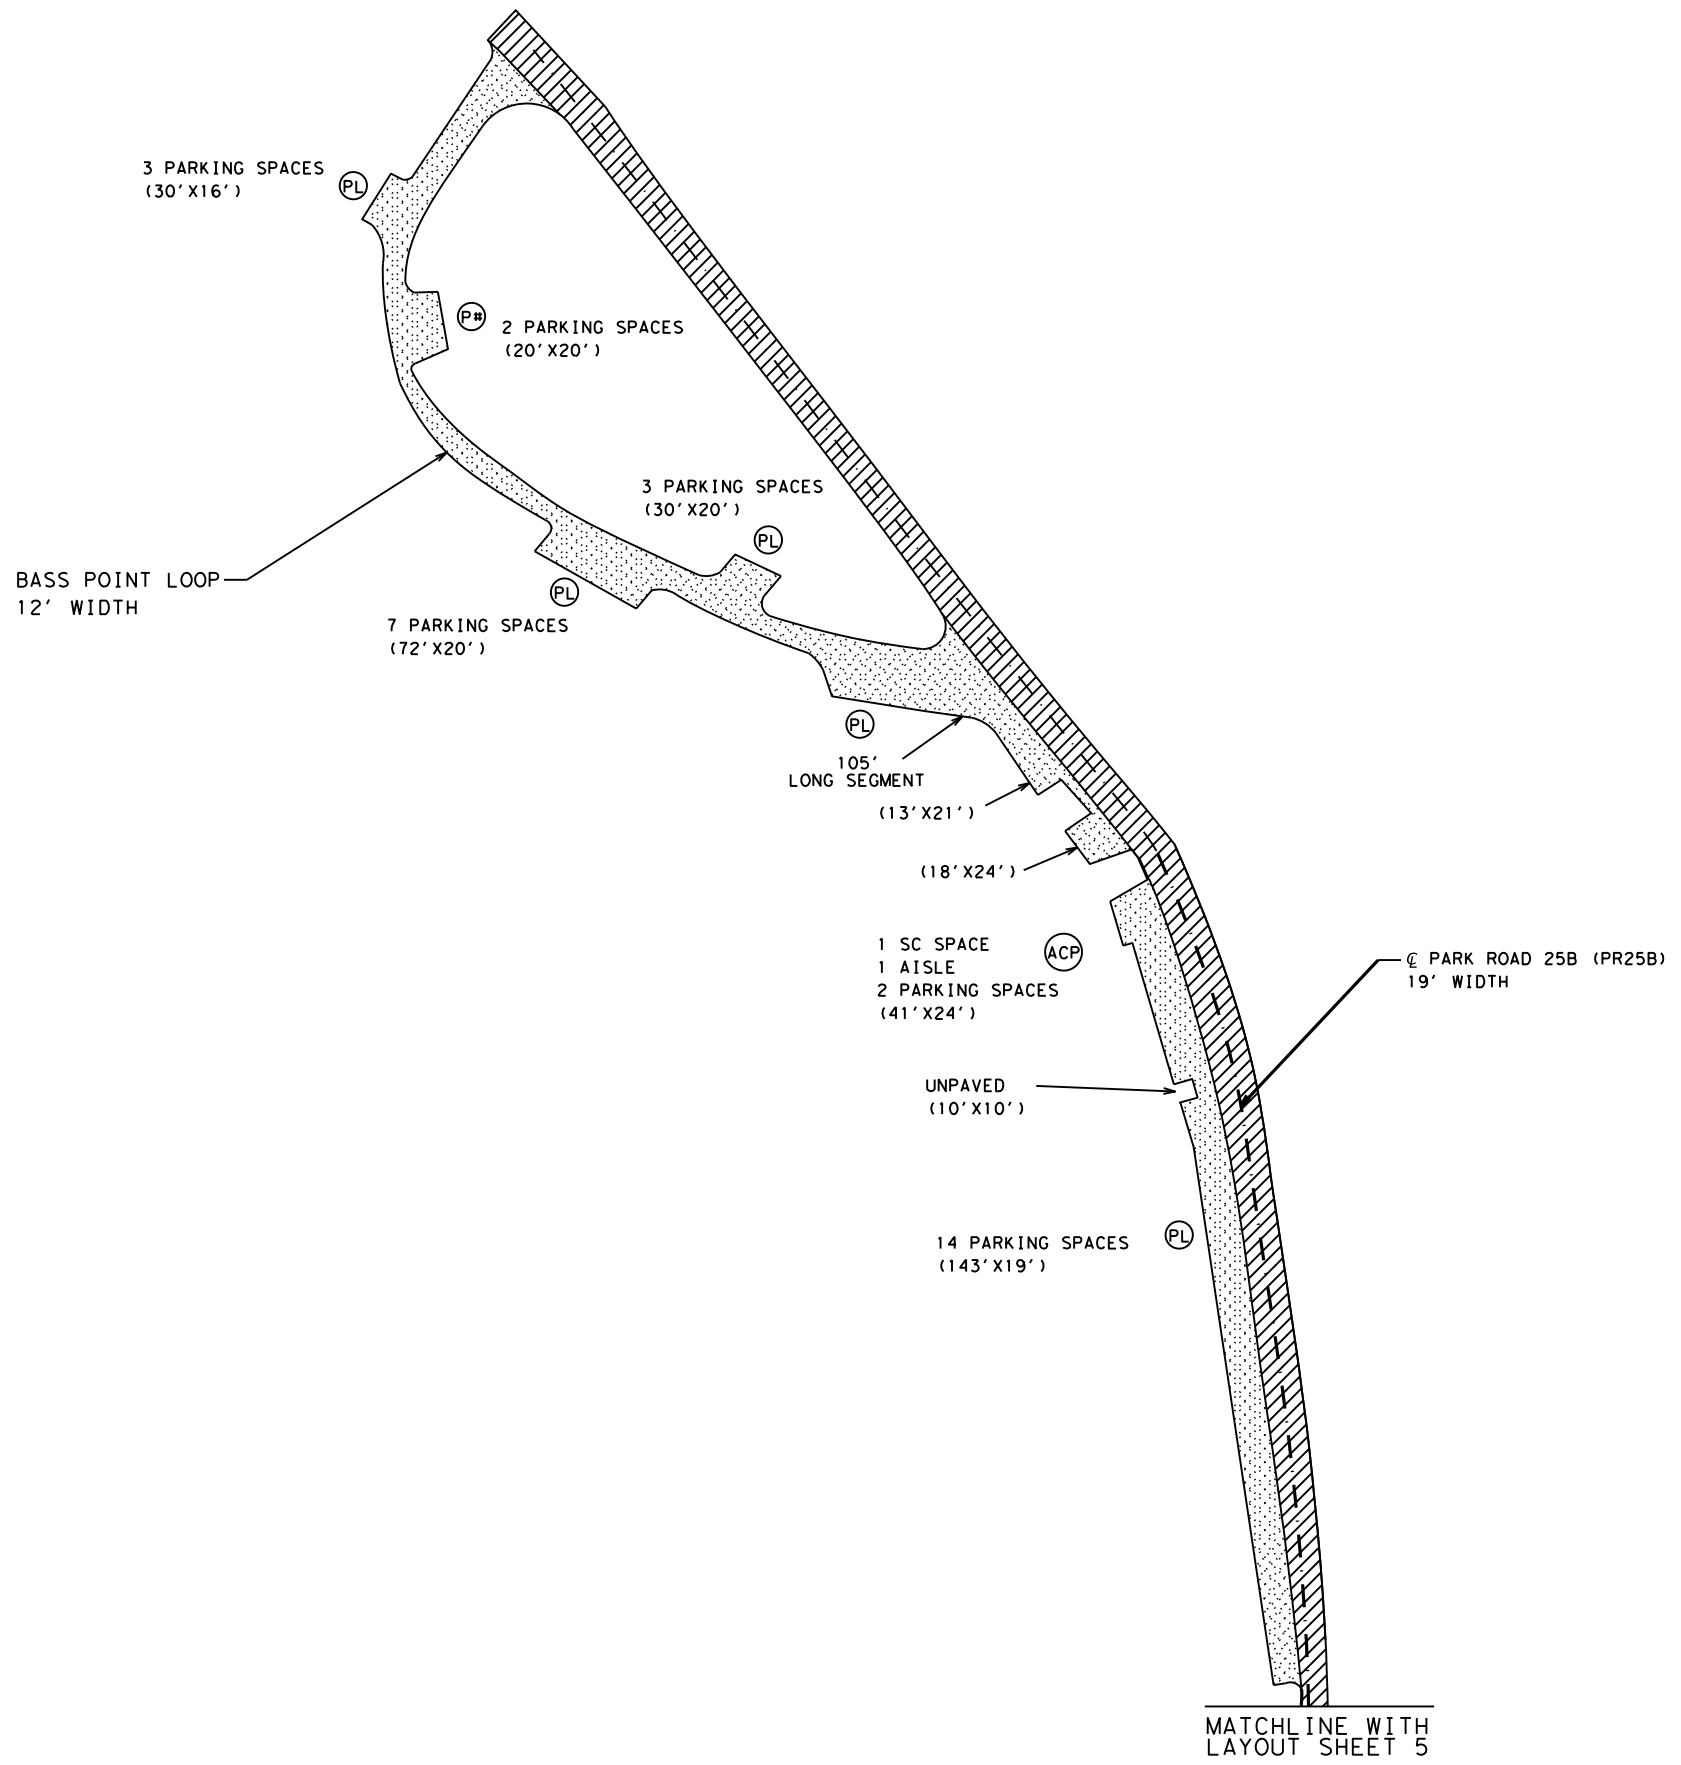 3 PARKING SPACES
(30'X16')
PL
P#
2 PARKING SPACES
(20'X20')
3 PARKING SPACES
(30'X20')
PL
BASS POINT LOOP
12' WIDTH
PL
7 PARKING SPACES
(72'X20')
PL
105'
LONG SEGMENT
(13'X21')
(18'X24')
1 SC SPACE
1 AISLE
2 PARKING SPACES
(41'X24')
ACP
℄ PARK ROAD 25B (PR25B)
19' WIDTH
UNPAVED
(10'X10')
14 PARKING SPACES
(143'X19')
PL
MATCHLINE WITH
LAYOUT SHEET 5